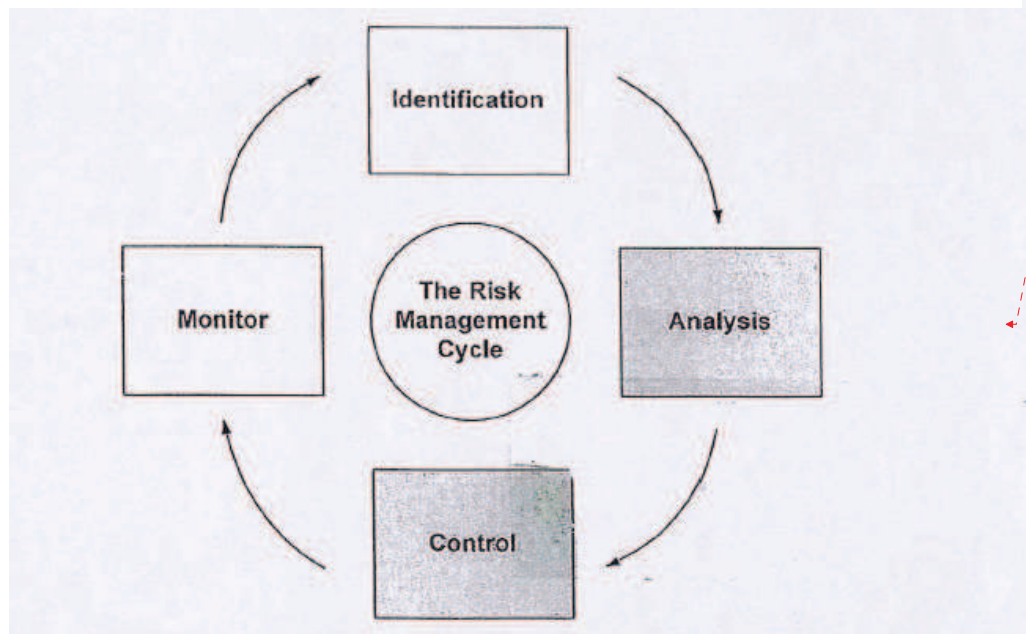 Identification
Monitor
The Risk
Management
Cycle
Analysis
Control